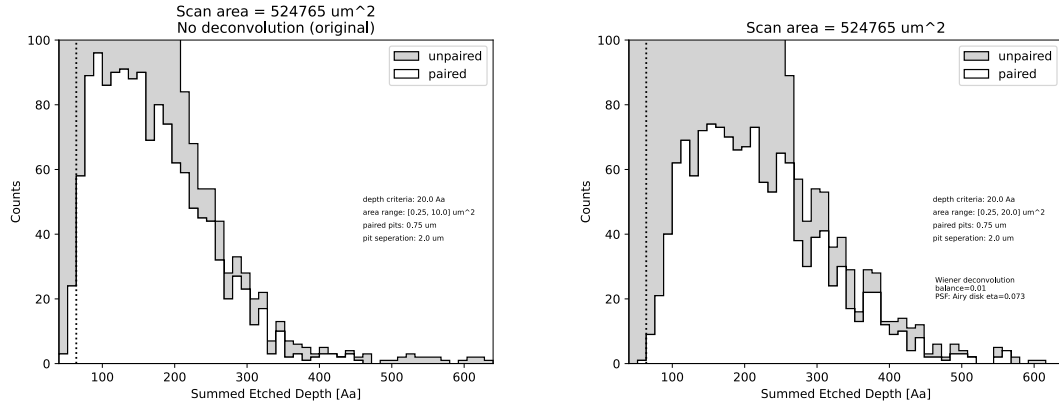 Scan area = 524765 um^2
No deconvolution (original)
100
80
60
40
20
0
Counts
unpaired
paired
depth criteria: 20.0 Aa
area range: [0.25, 10.0] um^2
paired pits: 0.75 um
pit seperation: 2.0 um
100 200 300 400 500 600
Summed Etched Depth [Aa]
Scan area = 524765 um^2
100
80
60
40
20
0
Counts
unpaired
paired
depth criteria: 20.0 Aa
area range: [0.25, 20.0] um^2
paired pits: 0.75 um
pit seperation: 2.0 um
Wiener deconvolution
balance=0.01
PSF: Airy disk eta=0.073
100 200 300 400 500 600
Summed Etched Depth [Aa]